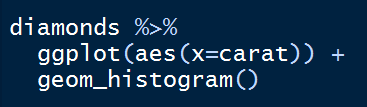 diamonds %>%
  ggplot(aes(x=carat)) +
  geom_histogram()